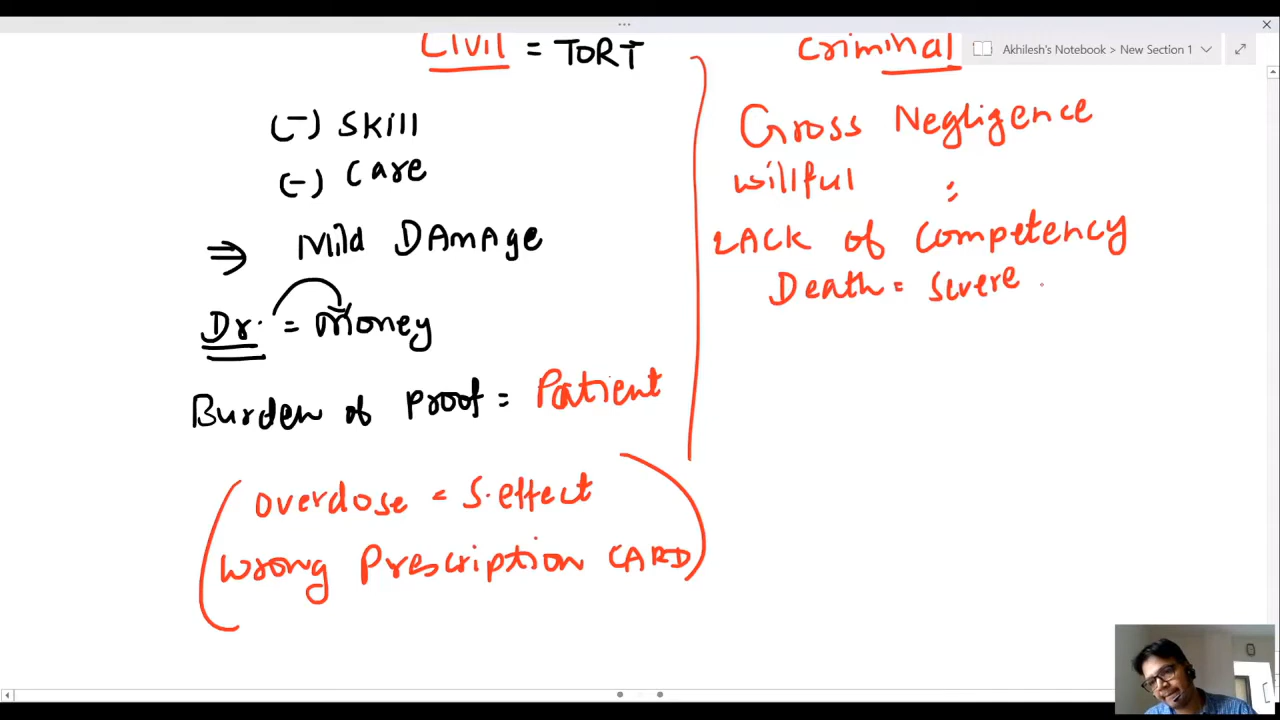 Akhilesh's Notebook > New Section 1
Civil = TORT
(-) Skill
(-) Care
⇒ Mild DAmAge
Dr. = Money
Burden of Proof = Patient
overdose = S.effect
wrong Prescription CARD
Criminal
Gross Negligence
willful :
LACK of Competency
Death = Severe